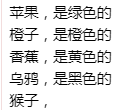 苹果，是绿色的
橙子，是橙色的
香蕉，是黄色的
乌鸦，是黑色的
猴子，